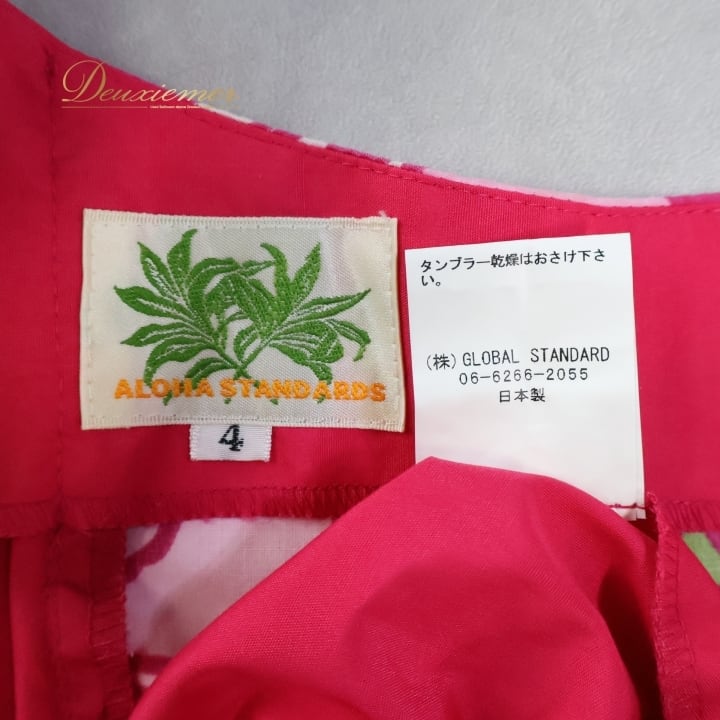 Deuxiemer
ALOHA STANDARDS
4
タンブラー乾燥はおさけ下さ
い。
(株) GLOBAL STANDARD
06-6266-2055
日本製